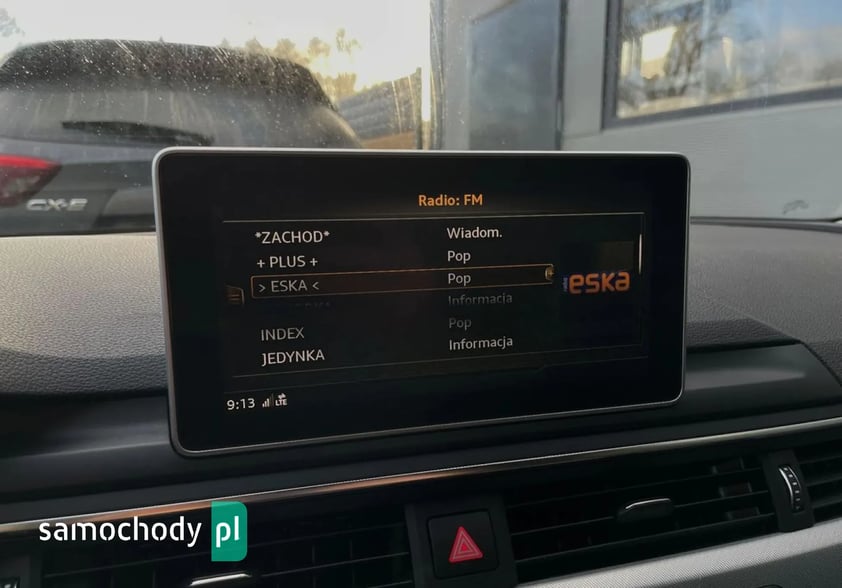 CX-5
Radio: FM
*ZACHOD* Wiadom.
+ PLUS + Pop
> ESKA < Pop
radio eska
Informacja
INDEX Pop
JEDYNKA Informacja
9:13 LTE
samochody pl